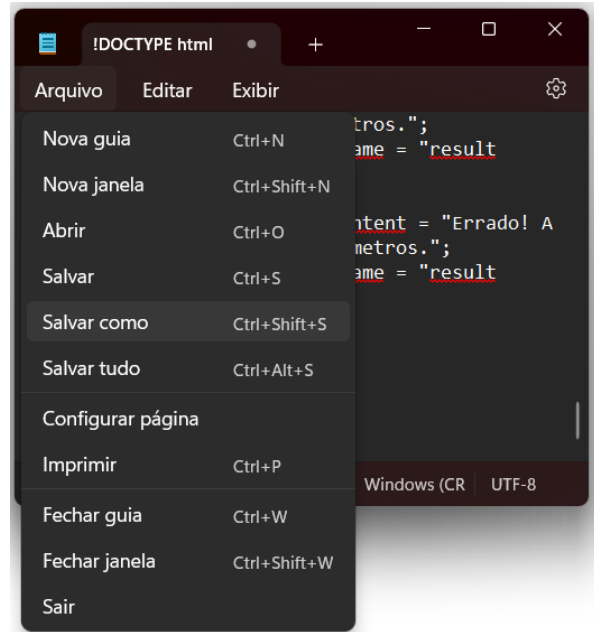 !DOCTYPE html
Arquivo Editar Exibir
Nova guia Ctrl+N
Nova janela Ctrl+Shift+N
Abrir Ctrl+O
Salvar Ctrl+S
Salvar como Ctrl+Shift+S
Salvar tudo Ctrl+Alt+S
Configurar página
Imprimir Ctrl+P
Fechar guia Ctrl+W
Fechar janela Ctrl+Shift+W
Sair
tros.";
ame = "result
ntent = "Errado! A
metros.";
ame = "result
Windows (CR UTF-8